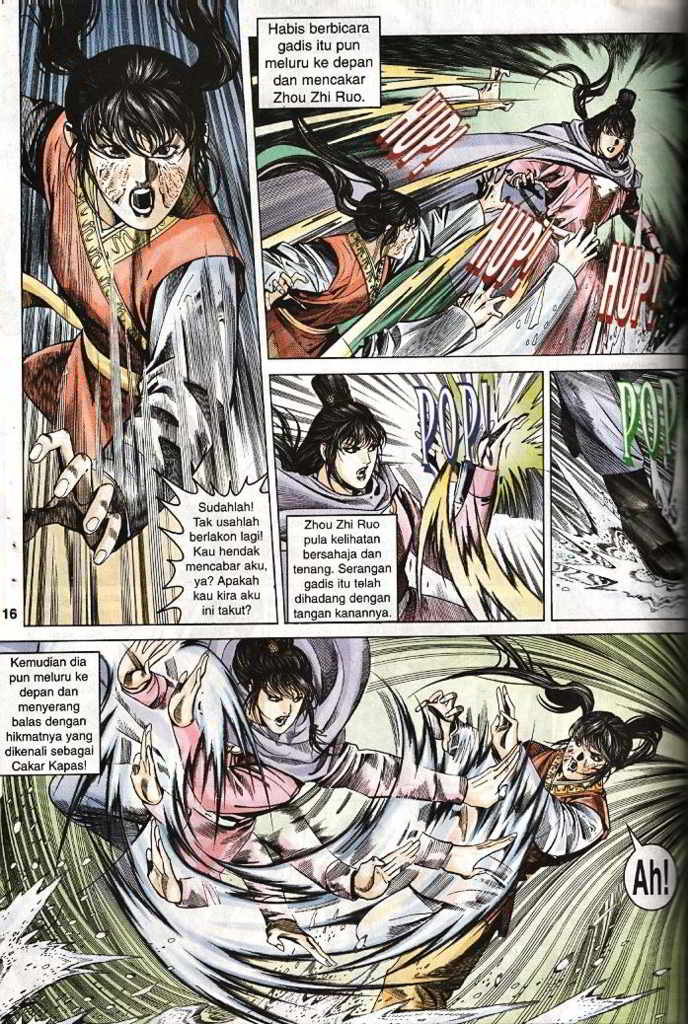 Sudahlah!
Tak usahlah
berlakon lagi!
Kau hendak
mencabar aku,
ya? Apakah
kau kira aku
ini takut?
Habis berbicara
gadis itu pun
meluru ke depan
dan mencakar
Zhou Zhi Ruo.
HUP!
HUP!
HUP!
POP!
Zhou Zhi Ruo
pula kelihatan
bersahaja dan
tenang. Serangan
gadis itu telah
dihadang dengan
tangan kanannya.
POP!
16
Kemudian dia
pun meluru ke
depan dan
menyerang
balas dengan
hikmatnya yang
dikenali sebagai
Cakar Kapas!
Ah!